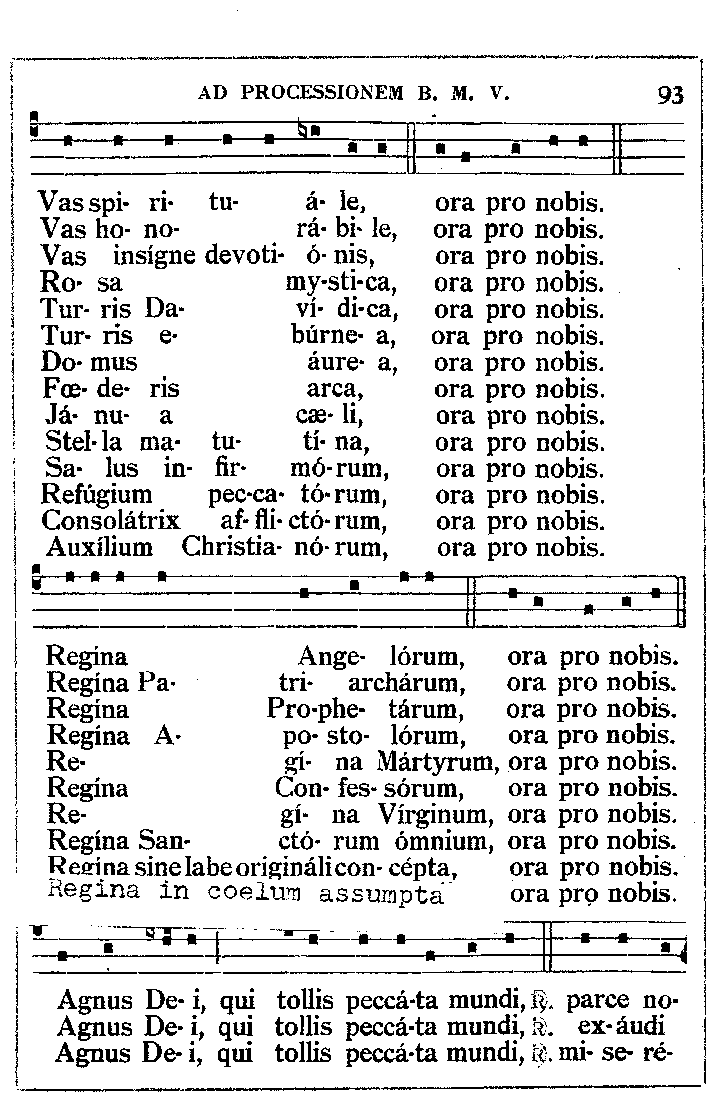 AD PROCESSIONEM B. M. V. 93
Vas spi- ri- tu- á- le, ora pro nobis.
Vas ho- no- rá- bi- le, ora pro nobis.
Vas insígne devoti- ó- nis, ora pro nobis.
Ro- sa my-sti-ca, ora pro nobis.
Tur- ris Da- ví- di-ca, ora pro nobis.
Tur- ris e- búrne- a, ora pro nobis.
Do- mus áure- a, ora pro nobis.
Fœ- de- ris arca, ora pro nobis.
Já- nu- a cæ- li, ora pro nobis.
Stel- la ma- tu- tí- na, ora pro nobis.
Sa- lus in- fir- mó- rum, ora pro nobis.
Refúgium pec-ca- tó-rum, ora pro nobis.
Consolátrix af- fli- ctó-rum, ora pro nobis.
Auxílium Christia- nó- rum, ora pro nobis.
Regína Ange- lórum, ora pro nobis.
Regína Pa- tri- archárum, ora pro nobis.
Regína Pro-phe- tárum, ora pro nobis.
Regína A- po- sto- lórum, ora pro nobis.
Re- gí- na Mártyrum, ora pro nobis.
Regína Con- fes- sórum, ora pro nobis.
Re- gí- na Vírginum, ora pro nobis.
Regína San- ctó- rum ómnium, ora pro nobis.
Regína sine labe origináli con- cépta, ora pro nobis.
Regina in coelum assumpta ora pro nobis.
Agnus De- i, qui tollis peccá-ta mundi, ℟. parce no-
Agnus De- i, qui tollis peccá-ta mundi, ℟. ex-áudi
Agnus De- i, qui tollis peccá-ta mundi, ℟. mi- se- ré-